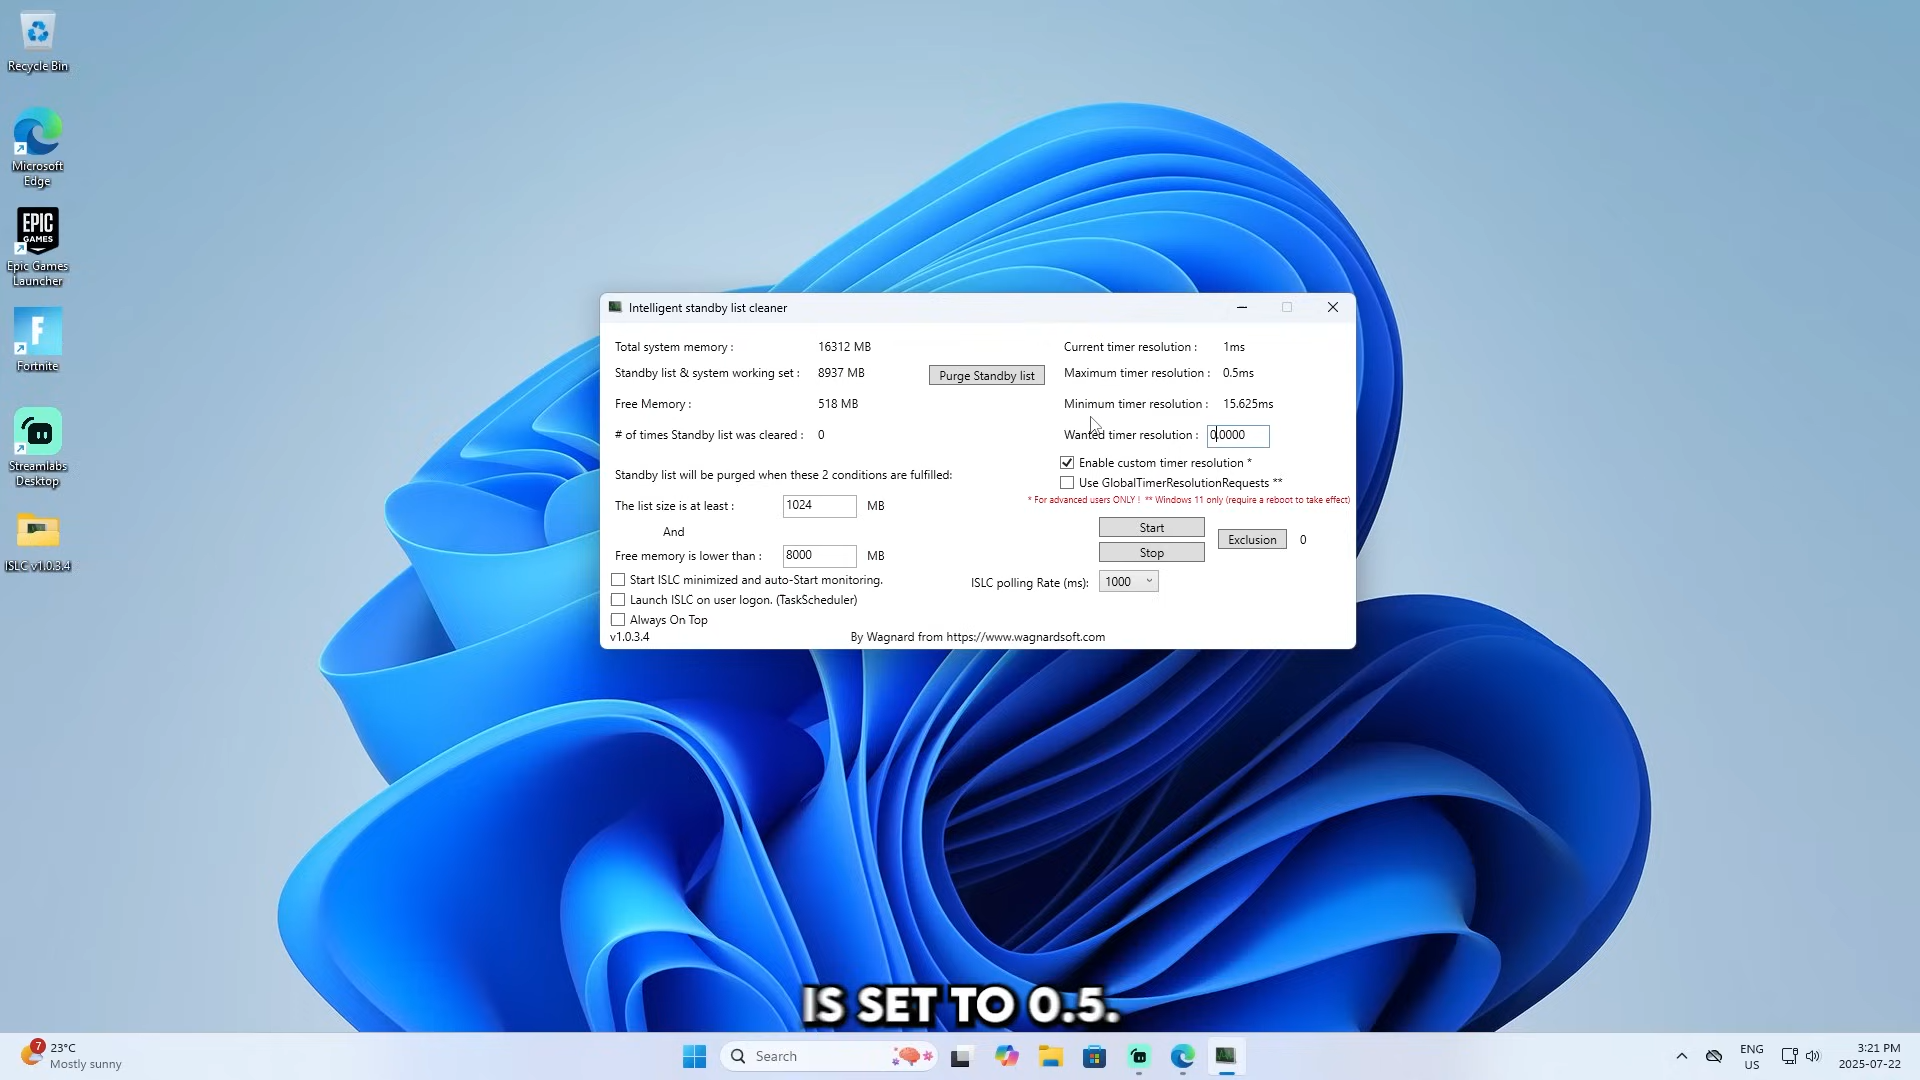 Recycle Bin
Microsoft
Edge
EPIC
GAMES
Epic Games
Launcher
Fortnite
Streamlabs
Desktop
ISLC v1.0.3.4
Intelligent standby list cleaner
Total system memory : 16312 MB
Standby list & system working set : 8937 MB
Purge Standby list
Free Memory : 518 MB
# of times Standby list was cleared : 0
Current timer resolution : 1ms
Maximum timer resolution : 0.5ms
Minimum timer resolution : 15.625ms
Wanted timer resolution : 0.0000
Enable custom timer resolution *
Use GlobalTimerResolutionRequests **
* For advanced users ONLY ! ** Windows 11 only (require a reboot to take effect)
Standby list will be purged when these 2 conditions are fulfilled:
The list size is at least : 1024 MB
And
Free memory is lower than : 8000 MB
Start
Stop
Exclusion 0
ISLC polling Rate (ms): 1000
Start ISLC minimized and auto-Start monitoring.
Launch ISLC on user logon. (TaskScheduler)
Always On Top
v1.0.3.4
By Wagnard from https://www.wagnardsoft.com
IS SET TO 0.5.
7
23°C
Mostly sunny
Search
ENG
US
3:21 PM
2025-07-22